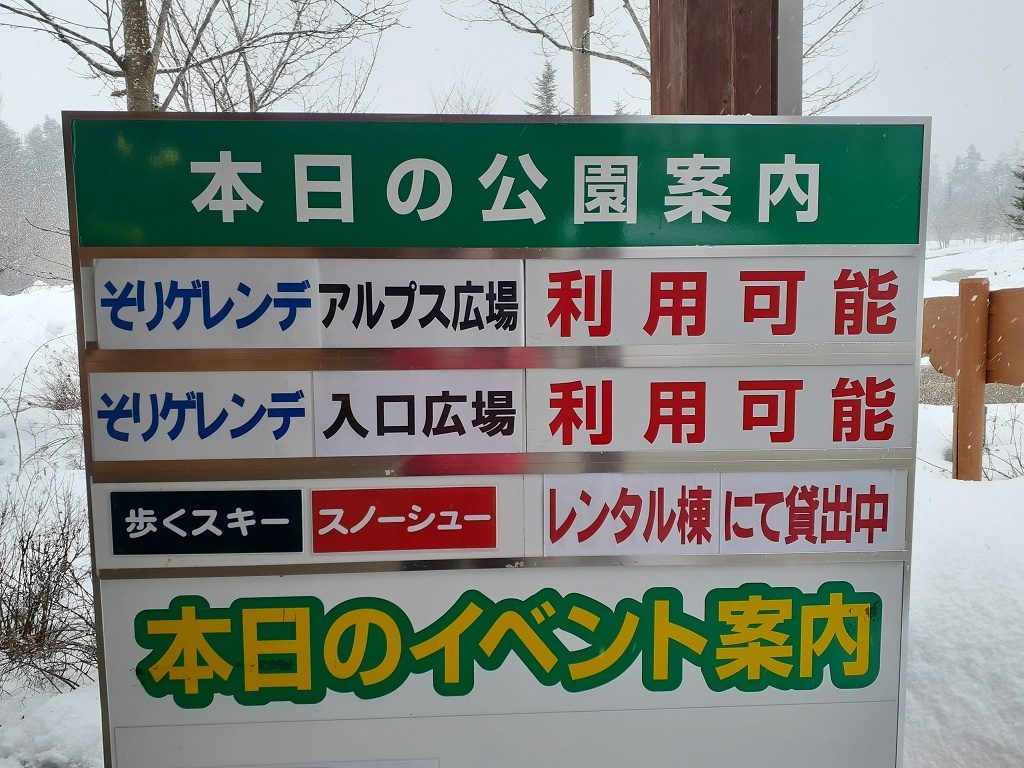 本日の公園案内
そりゲレンデ アルプス広場 利用可能
そりゲレンデ 入口広場 利用可能
歩くスキー スノーシュー レンタル棟 にて貸出中
本日のイベント案内